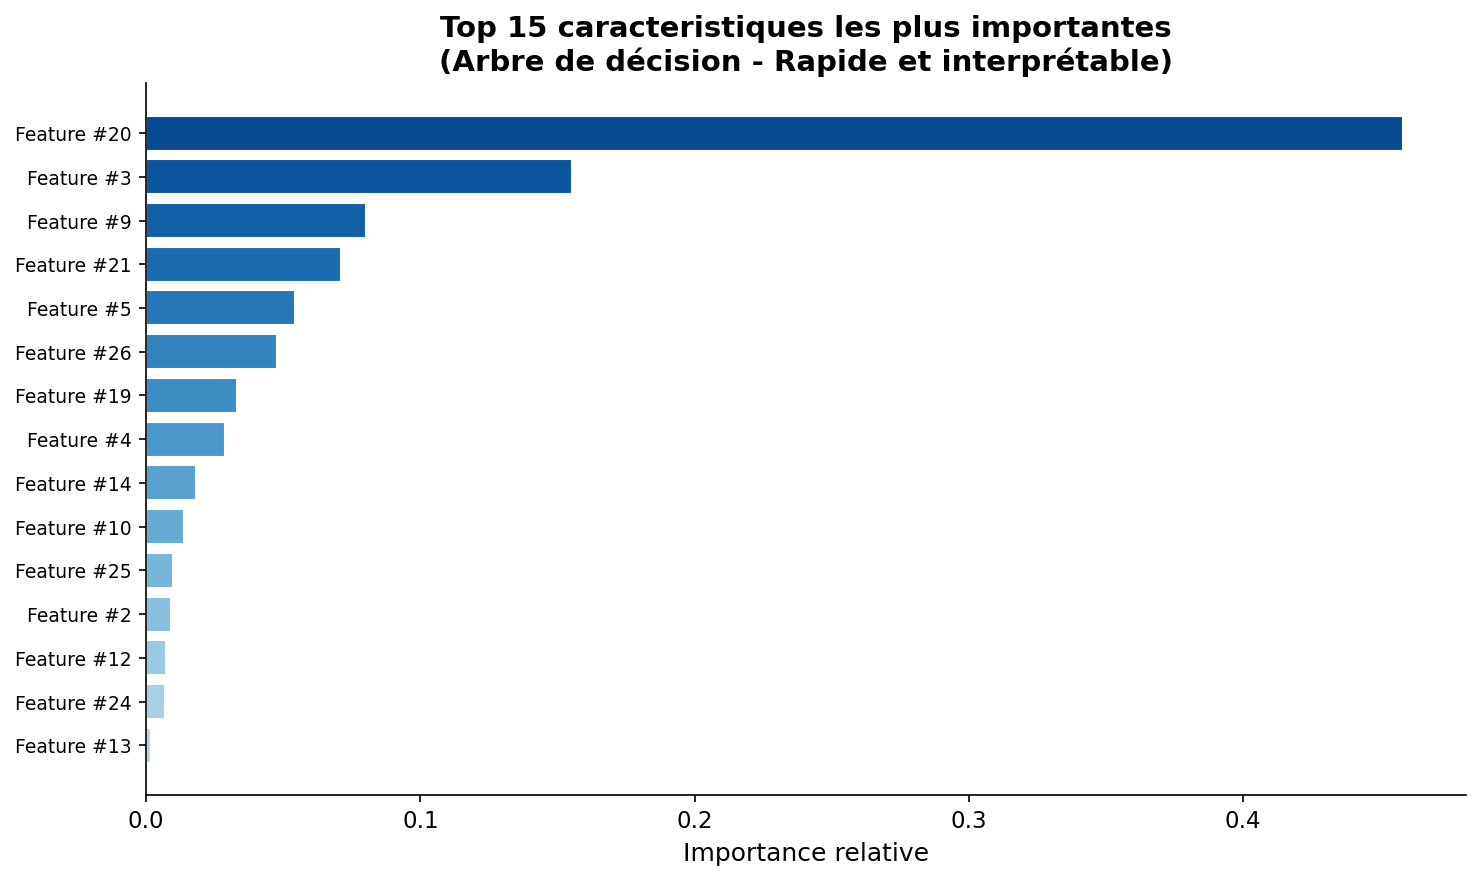 Top 15 caracteristiques les plus importantes
(Arbre de décision - Rapide et interprétable)
Feature #20
Feature #3
Feature #9
Feature #21
Feature #5
Feature #26
Feature #19
Feature #4
Feature #14
Feature #10
Feature #25
Feature #2
Feature #12
Feature #24
Feature #13
0.0 0.1 0.2 0.3 0.4
Importance relative